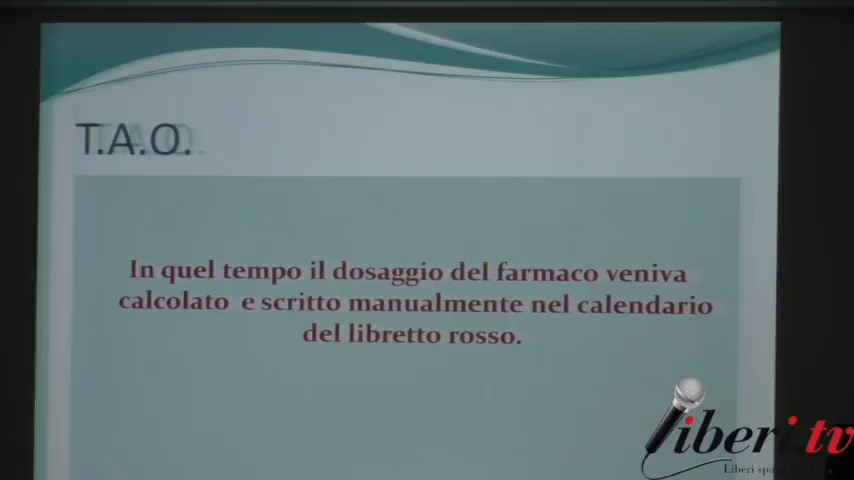 T.A.O.
In quel tempo il dosaggio del farmaco veniva
calcolato e scritto manualmente nel calendario
del libretto rosso.
liberi.tv
Liberi